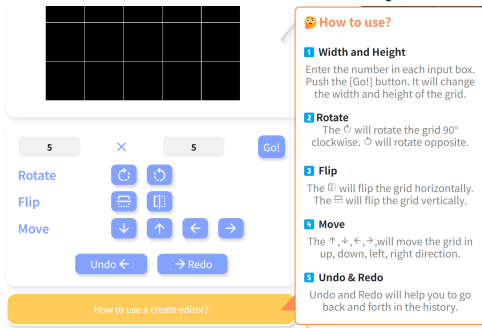 5 × 5 Go!
Rotate
Flip
Move
Undo ←
→ Redo
How to use a create editor?
🤔 How to use?
1 Width and Height
Enter the number in each input box.
Push the [Go!] button. It will change
the width and height of the grid.
2 Rotate
The ↻ will rotate the grid 90°
clockwise. ↺ will rotate opposite.
3 Flip
The will flip the grid horizontally.
The will flip the grid vertically.
4 Move
The ↑,↓,←,→,will move the grid in
up, down, left, right direction.
5 Undo & Redo
Undo and Redo will help you to go
back and forth in the history.